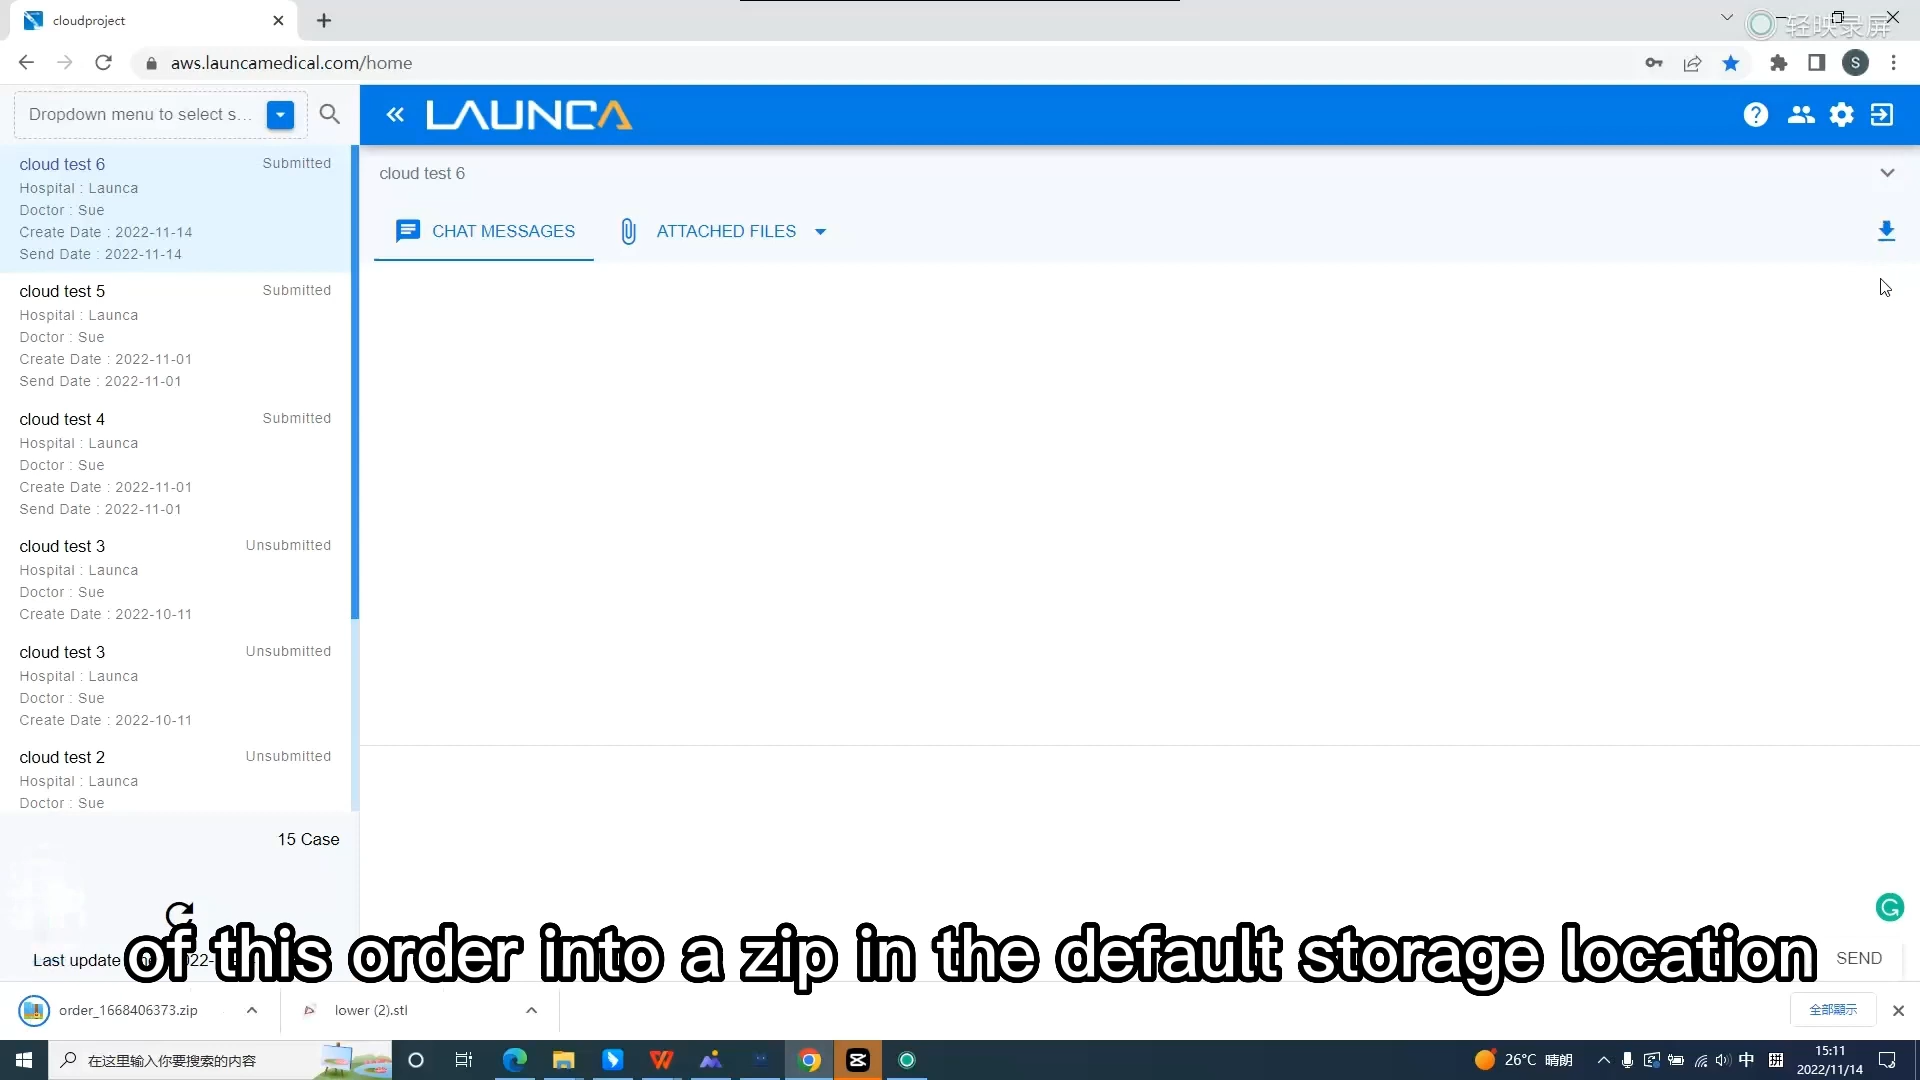 cloudproject
轻映录屏
aws.launcamedical.com/home
Dropdown menu to select s...
LAUNCA
cloud test 6
Submitted
Hospital : Launca
Doctor : Sue
Create Date : 2022-11-14
Send Date : 2022-11-14
cloud test 5
Submitted
Hospital : Launca
Doctor : Sue
Create Date : 2022-11-01
Send Date : 2022-11-01
cloud test 4
Submitted
Hospital : Launca
Doctor : Sue
Create Date : 2022-11-01
Send Date : 2022-11-01
cloud test 3
Unsubmitted
Hospital : Launca
Doctor : Sue
Create Date : 2022-10-11
cloud test 3
Unsubmitted
Hospital : Launca
Doctor : Sue
Create Date : 2022-10-11
cloud test 2
Unsubmitted
Hospital : Launca
Doctor : Sue
15 Case
Last update
cloud test 6
CHAT MESSAGES
ATTACHED FILES
SEND
of this order into a zip in the default storage location
order_1668406373.zip
lower (2).stl
全部顯示
在这里输入你要搜索的内容
26°C 晴朗
中
拼
15:11
2022/11/14
S